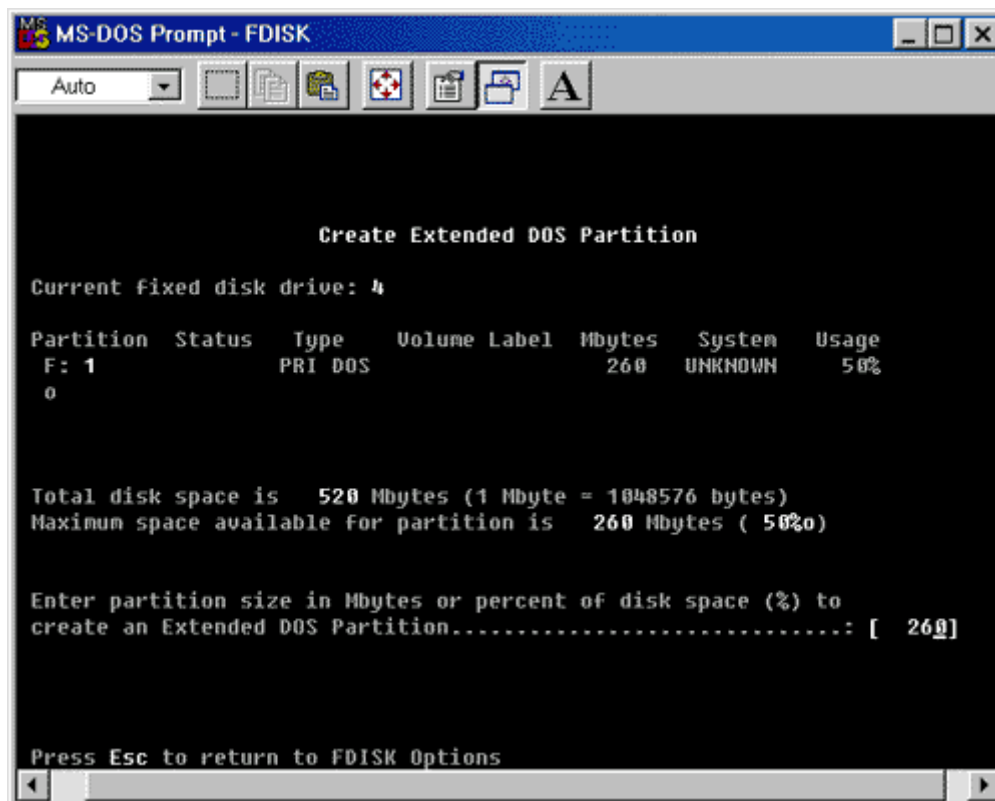 MS-DOS Prompt - FDISK
Auto
A
Create Extended DOS Partition
Current fixed disk drive: 4
Partition  Status   Type    Volume Label  Mbytes   System   Usage
F: 1                PRI DOS                  260   UNKNOWN     50%
o
Total disk space is   520 Mbytes (1 Mbyte = 1048576 bytes)
Maximum space available for partition is   260 Mbytes ( 50%o)
Enter partition size in Mbytes or percent of disk space (%) to
create an Extended DOS Partition..............................: [  260]
Press Esc to return to FDISK Options